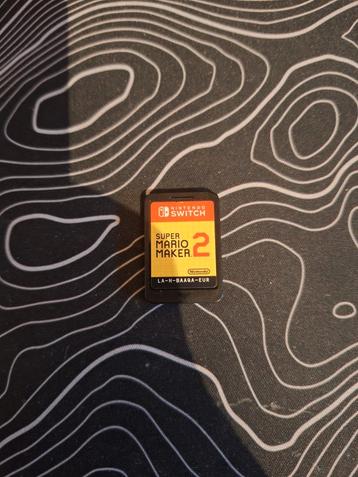 NINTENDO
SWITCH
SUPER
MARIO
MAKER 2
Nintendo
LA-H-BAAQA-EUR